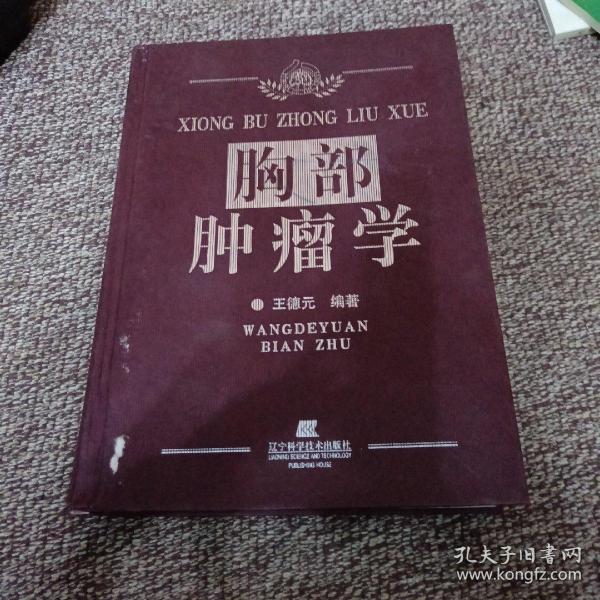 XIONG BU ZHONG LIU XUE
胸部
肿瘤学
王德元 编著
WANGDEYUAN
BIAN ZHU
辽宁科学技术出版社
LIAONING SCIENCE AND TECHNOLOGY
PUBLISHING HOUSE
孔夫子旧书网
www.kongfz.com